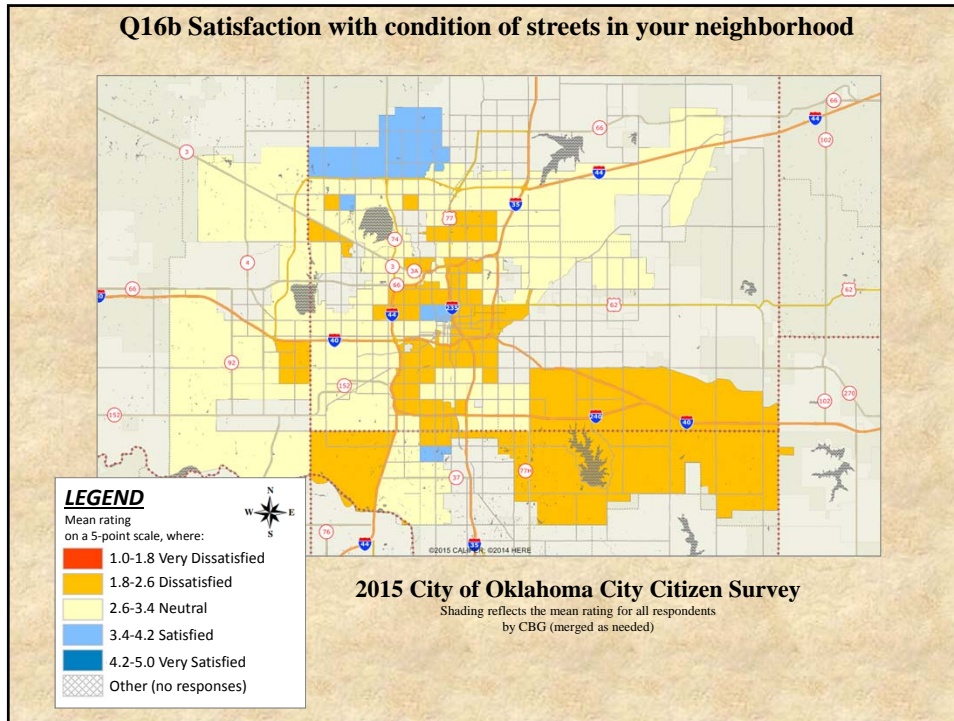 Q16b Satisfaction with condition of streets in your neighborhood
66
44
66
102
3
44
35
77
74
4
3
3A
66
66
235
62
62
44
40
92
152
102
270
152
240
40
37
77H
76
44
35
©2015 CALIPER; ©2014 HERE
LEGEND
Mean rating
on a 5-point scale, where:
1.0-1.8 Very Dissatisfied
1.8-2.6 Dissatisfied
2.6-3.4 Neutral
3.4-4.2 Satisfied
4.2-5.0 Very Satisfied
Other (no responses)
N
W E
S
2015 City of Oklahoma City Citizen Survey
Shading reflects the mean rating for all respondents
by CBG (merged as needed)